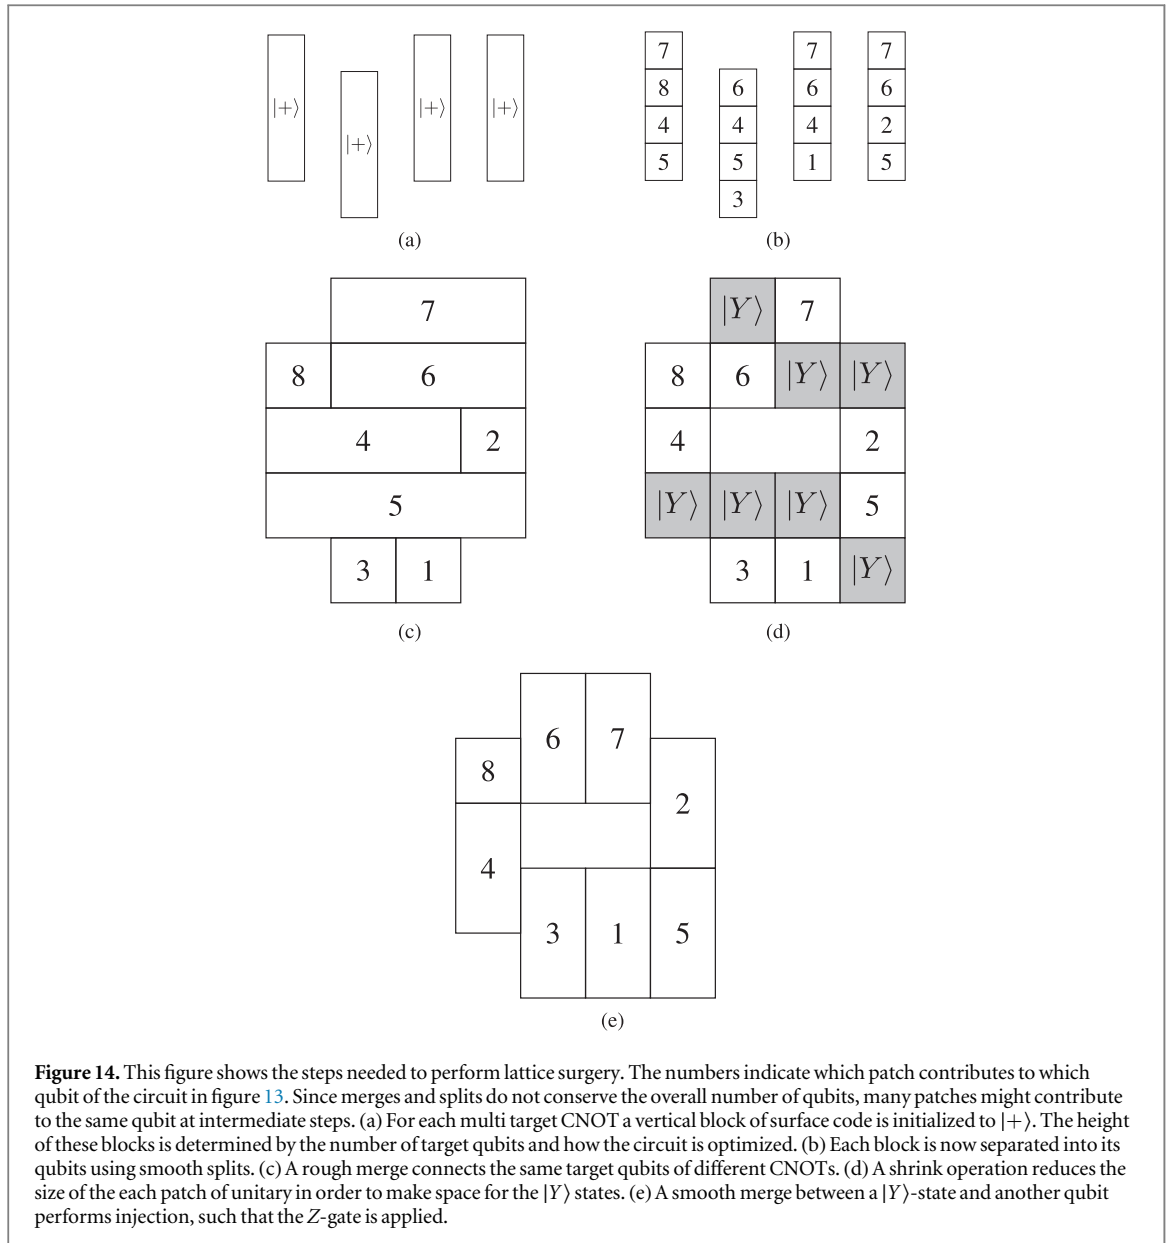 |+⟩ |+⟩ |+⟩ |+⟩
7 7 7
8 6 6 6
4 4 4 2
5 5 1 5
3
(a) (b)
7 |Y⟩ 7
8 6 8 6 |Y⟩ |Y⟩
4 2 4 2
5 |Y⟩ |Y⟩ |Y⟩ 5
3 1 3 1 |Y⟩
(c) (d)
6 7
8
2
4
3 1 5
(e)
Figure 14. This figure shows the steps needed to perform lattice surgery. The numbers indicate which patch contributes to which
qubit of the circuit in figure 13. Since merges and splits do not conserve the overall number of qubits, many patches might contribute
to the same qubit at intermediate steps. (a) For each multi target CNOT a vertical block of surface code is initialized to |+⟩. The height
of these blocks is determined by the number of target qubits and how the circuit is optimized. (b) Each block is now separated into its
qubits using smooth splits. (c) A rough merge connects the same target qubits of different CNOTs. (d) A shrink operation reduces the
size of the each patch of unitary in order to make space for the |Y⟩ states. (e) A smooth merge between a |Y⟩-state and another qubit
performs injection, such that the Z-gate is applied.